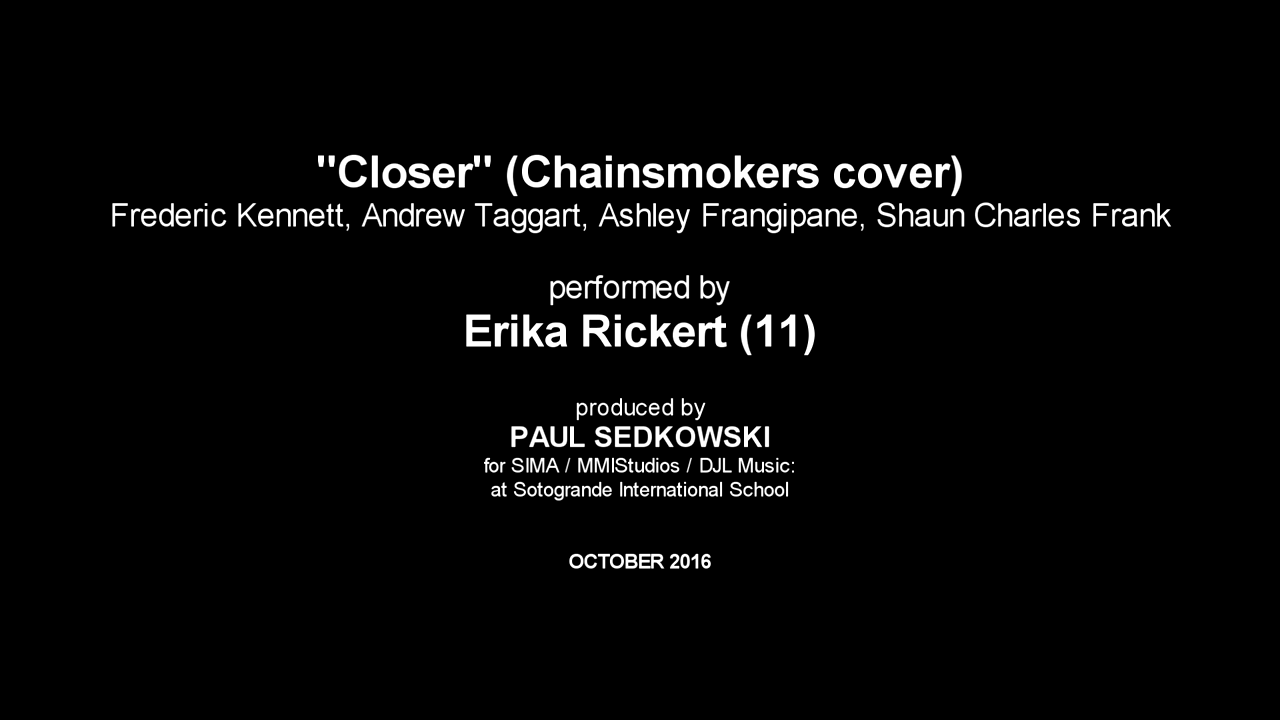 "Closer" (Chainsmokers cover)
Frederic Kennett, Andrew Taggart, Ashley Frangipane, Shaun Charles Frank
performed by
Erika Rickert (11)
produced by
PAUL SEDKOWSKI
for SIMA / MMIStudios / DJL Music:
at Sotogrande International School
OCTOBER 2016